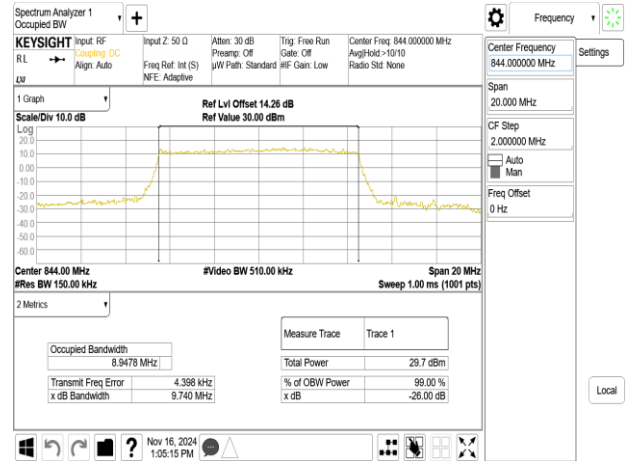 Spectrum Analyzer 1
Occupied BW
Frequency
KEYSIGHT
RL
Input: RF
Coupling: DC
Align: Auto
Input Z: 50 Ω
Freq Ref: Int (S)
NFE: Adaptive
Atten: 30 dB
Preamp: Off
µW Path: Standard
Trig: Free Run
Gate: Off
#IF Gain: Low
Center Freq: 844.000000 MHz
Avg|Hold:>10/10
Radio Std: None
Center Frequency
844.000000 MHz
Settings
Span
20.000 MHz
CF Step
2.000000 MHz
Auto
Man
Freq Offset
0 Hz
1 Graph
Scale/Div 10.0 dB
Ref Lvl Offset 14.26 dB
Ref Value 30.00 dBm
Log
20.0
10.0
0.00
-10.0
-20.0
-30.0
-40.0
-50.0
-60.0
Center 844.00 MHz
#Res BW 150.00 kHz
#Video BW 510.00 kHz
Span 20 MHz
Sweep 1.00 ms (1001 pts)
2 Metrics
Measure Trace Trace 1
Occupied Bandwidth
8.9478 MHz
Total Power 29.7 dBm
Transmit Freq Error 4.398 kHz
% of OBW Power 99.00 %
x dB Bandwidth 9.740 MHz
x dB -26.00 dB
Local
?
Nov 16, 2024
1:05:15 PM